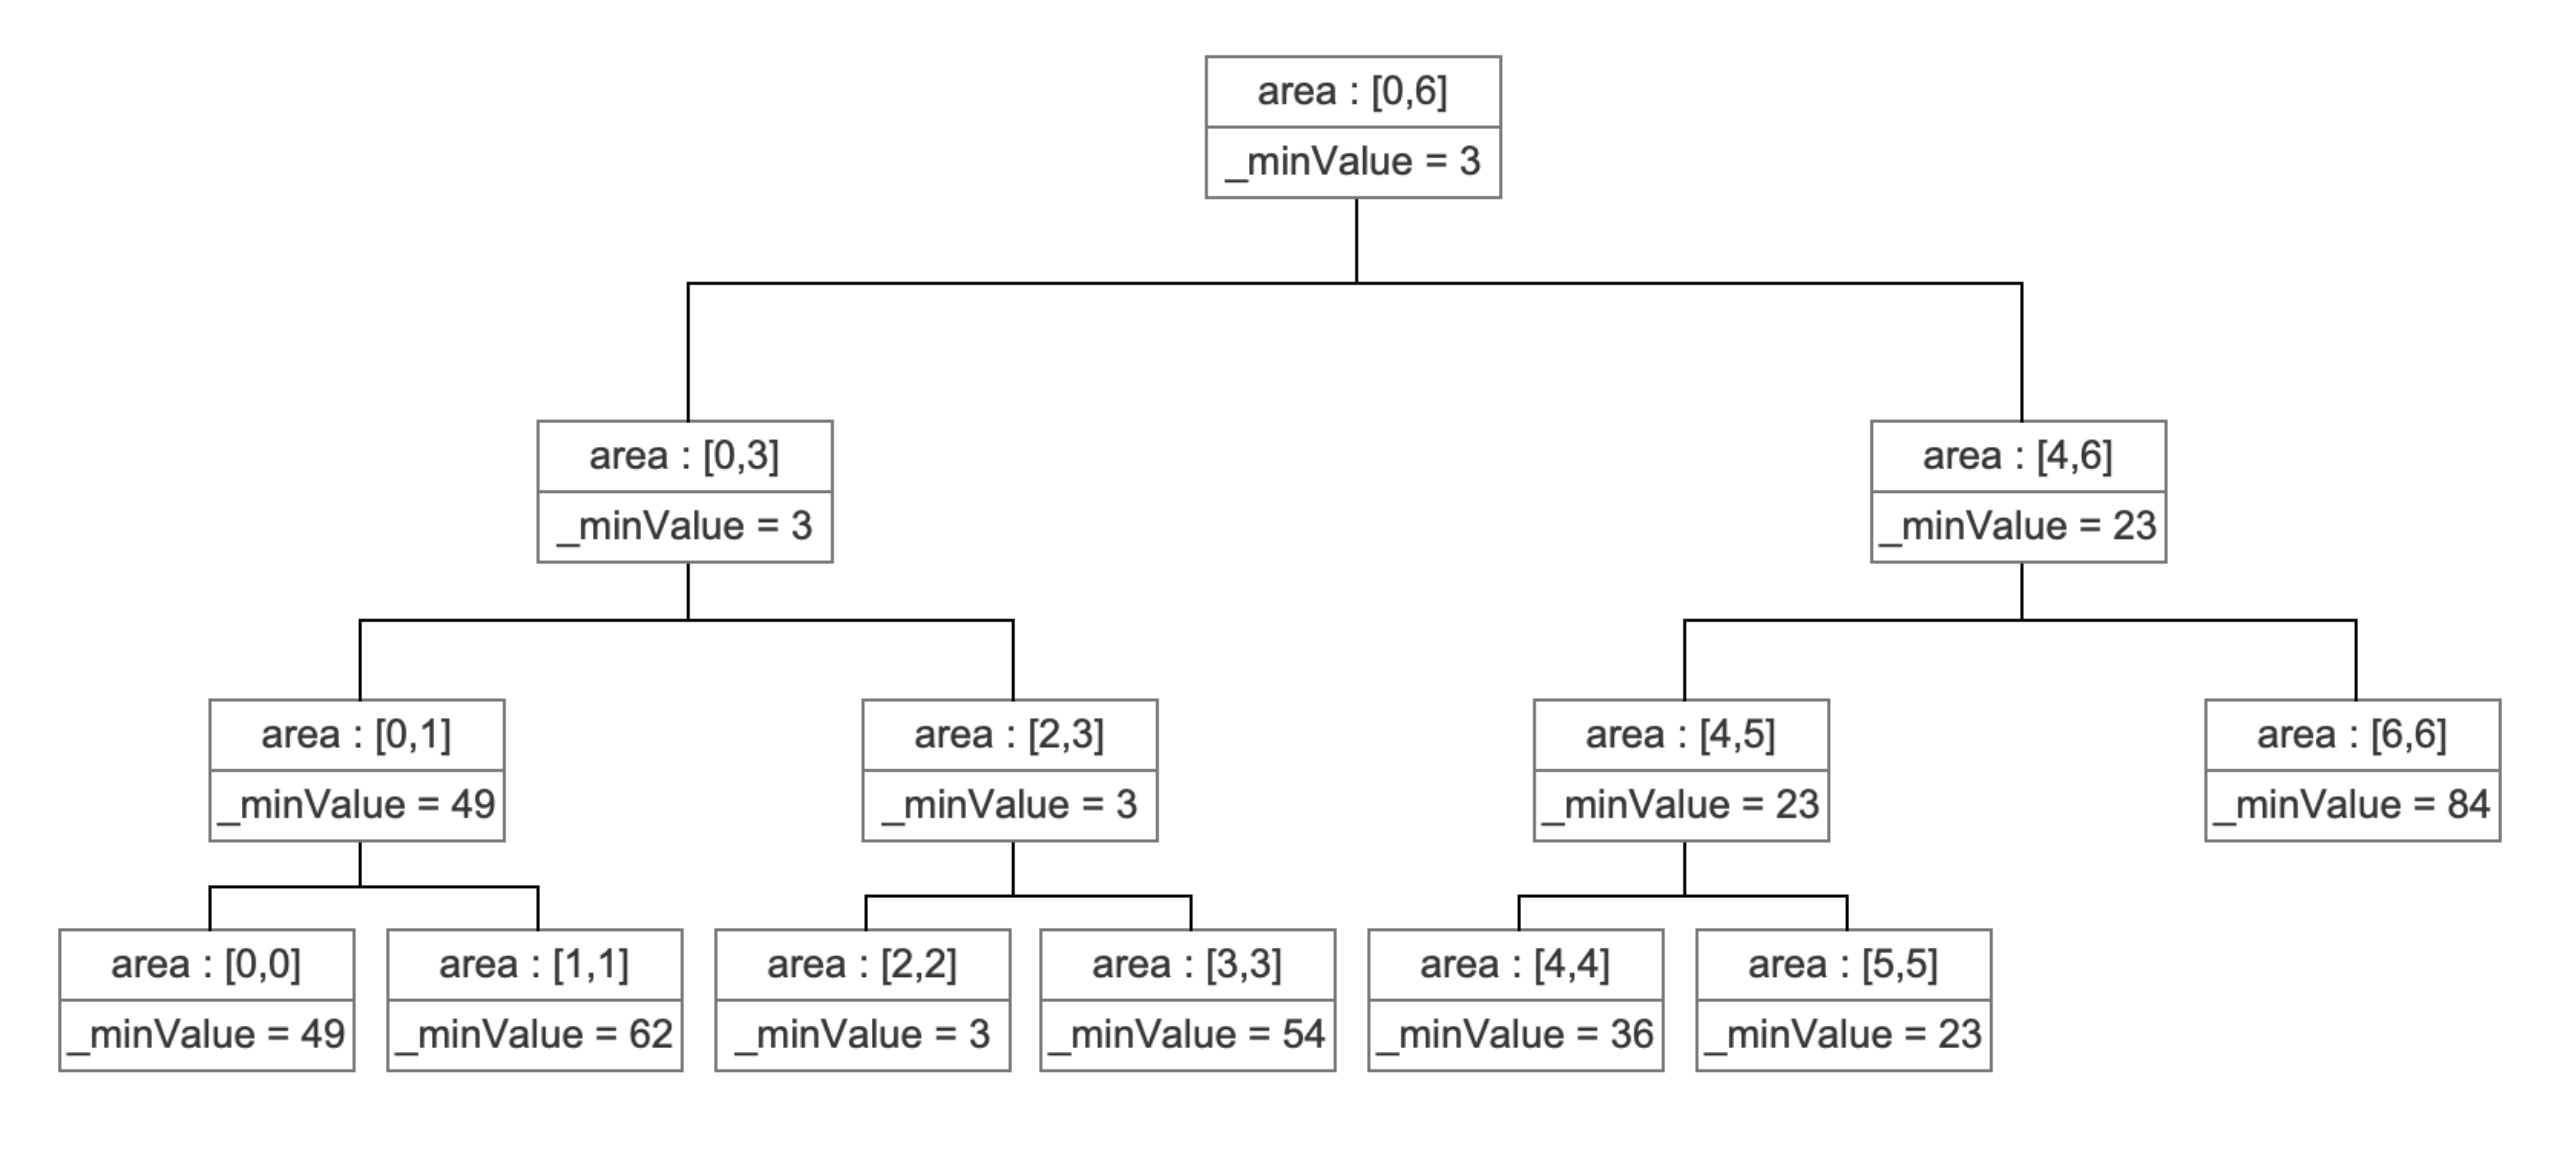 area : [0,6]
_minValue = 3
area : [0,3]
_minValue = 3
area : [4,6]
_minValue = 23
area : [0,1]
_minValue = 49
area : [2,3]
_minValue = 3
area : [4,5]
_minValue = 23
area : [6,6]
_minValue = 84
area : [0,0]
_minValue = 49
area : [1,1]
_minValue = 62
area : [2,2]
_minValue = 3
area : [3,3]
_minValue = 54
area : [4,4]
_minValue = 36
area : [5,5]
_minValue = 23